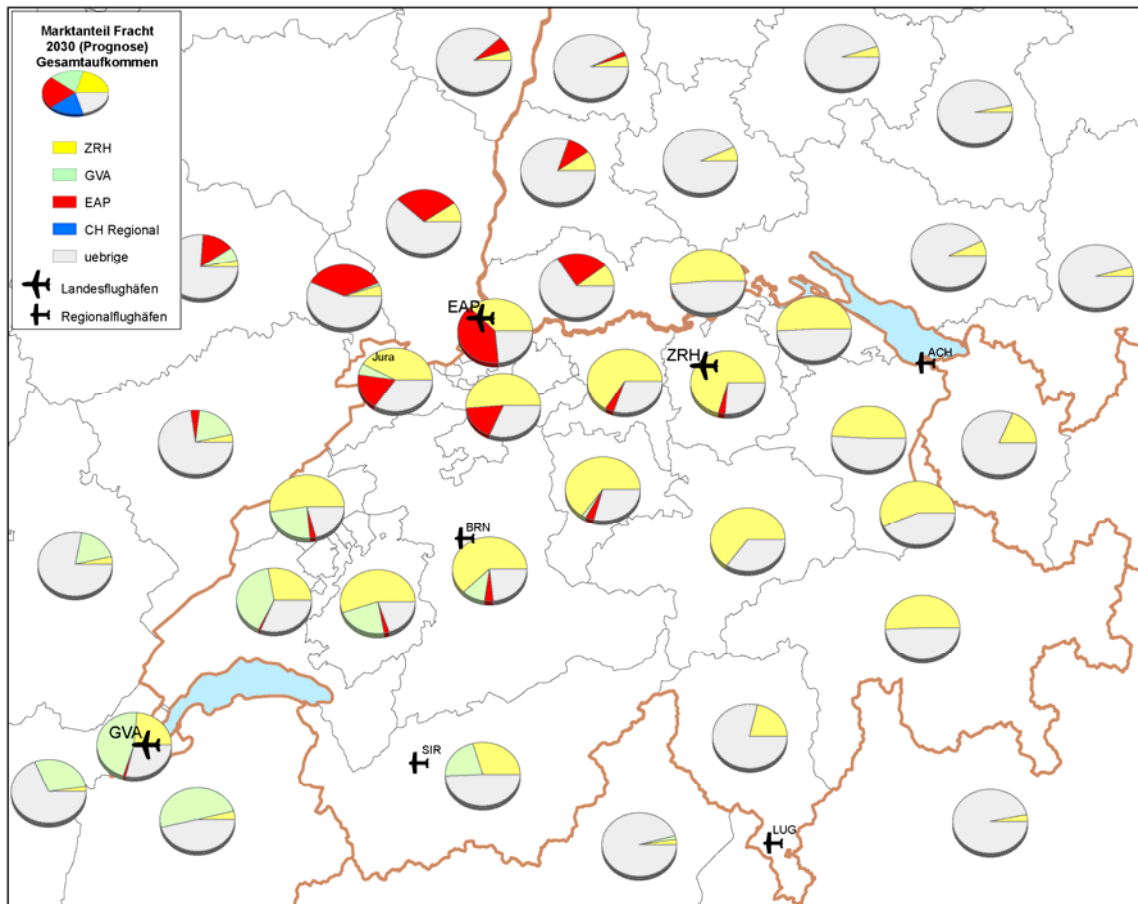 Marktanteil Fracht
2030 (Prognose)
Gesamtaufkommen
ZRH
GVA
EAP
CH Regional
uebrige
Landesflughäfen
Regionalflughäfen
EAP
Jura
ZRH
ACH
BRN
GVA
SIR
LUG